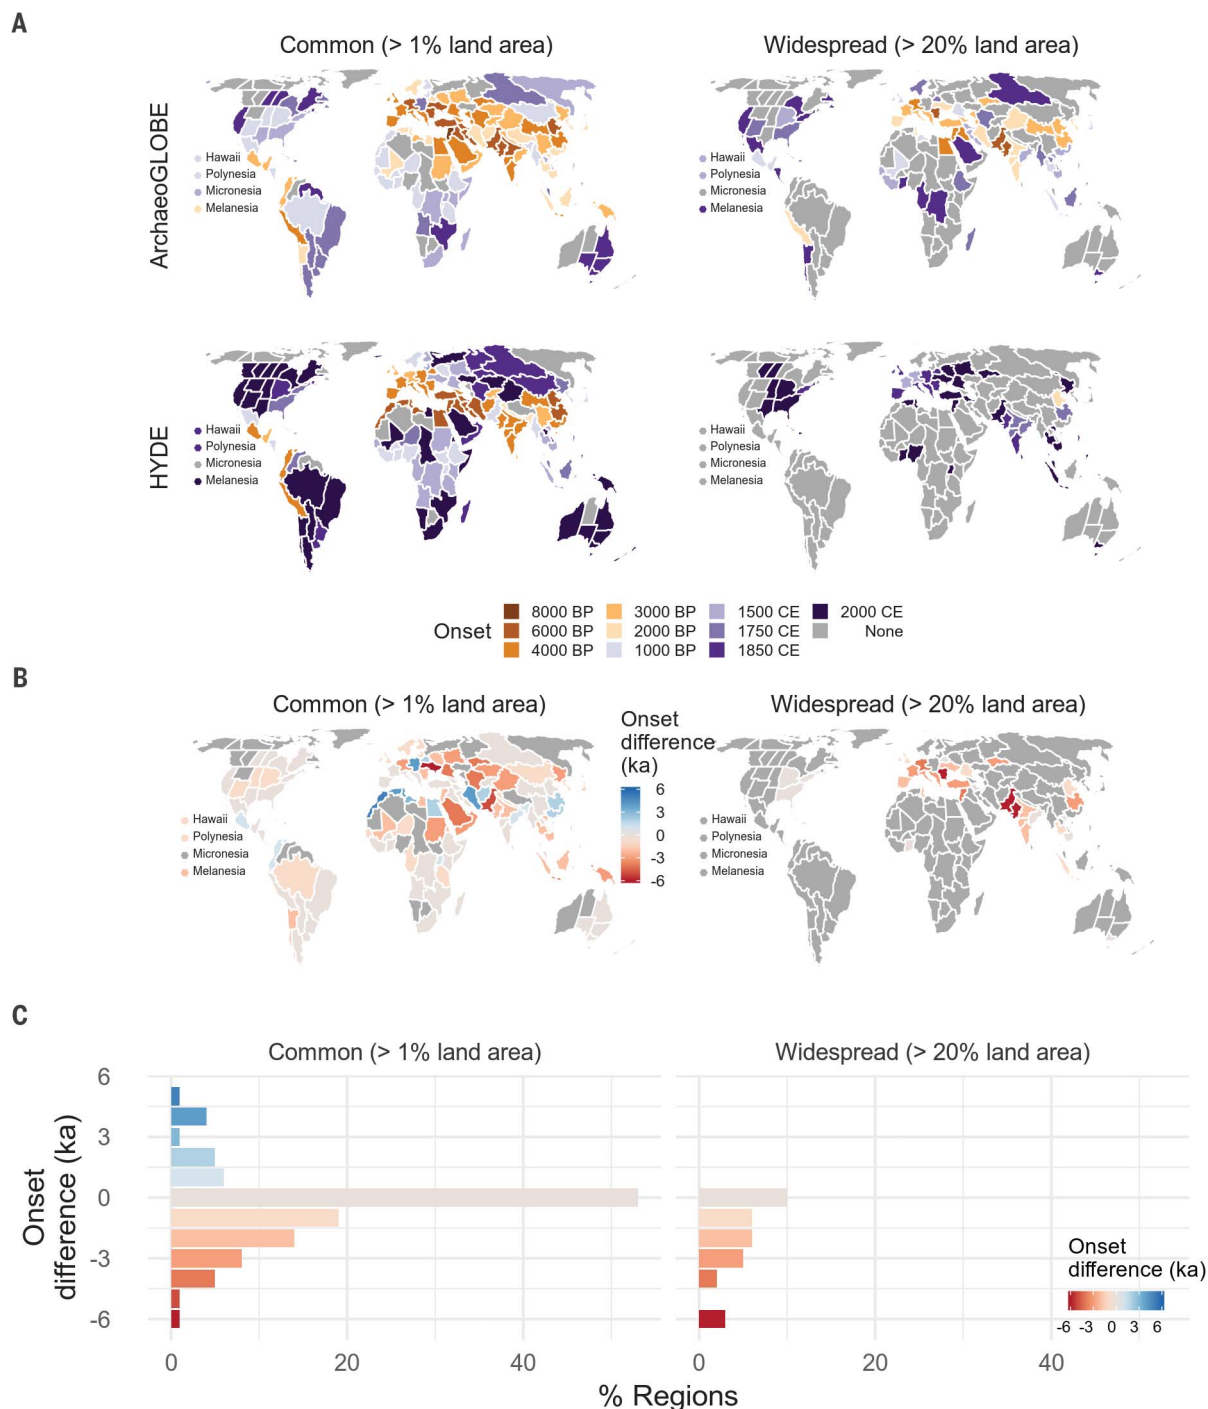 A
Common (> 1% land area)
Widespread (> 20% land area)
ArchaeoGLOBE
Hawaii
Polynesia
Micronesia
Melanesia
Hawaii
Polynesia
Micronesia
Melanesia
HYDE
Hawaii
Polynesia
Micronesia
Melanesia
Hawaii
Polynesia
Micronesia
Melanesia
Onset
8000 BP 3000 BP 1500 CE 2000 CE
6000 BP 2000 BP 1750 CE None
4000 BP 1000 BP 1850 CE
B
Common (> 1% land area)
Widespread (> 20% land area)
Onset
difference
(ka)
6
3
0
-3
-6
Hawaii
Polynesia
Micronesia
Melanesia
Hawaii
Polynesia
Micronesia
Melanesia
C
Common (> 1% land area)
Widespread (> 20% land area)
Onset
difference (ka)
6
3
0
-3
-6
Onset
difference (ka)
-6 -3 0 3 6
0 20 40
0 20 40
% Regions